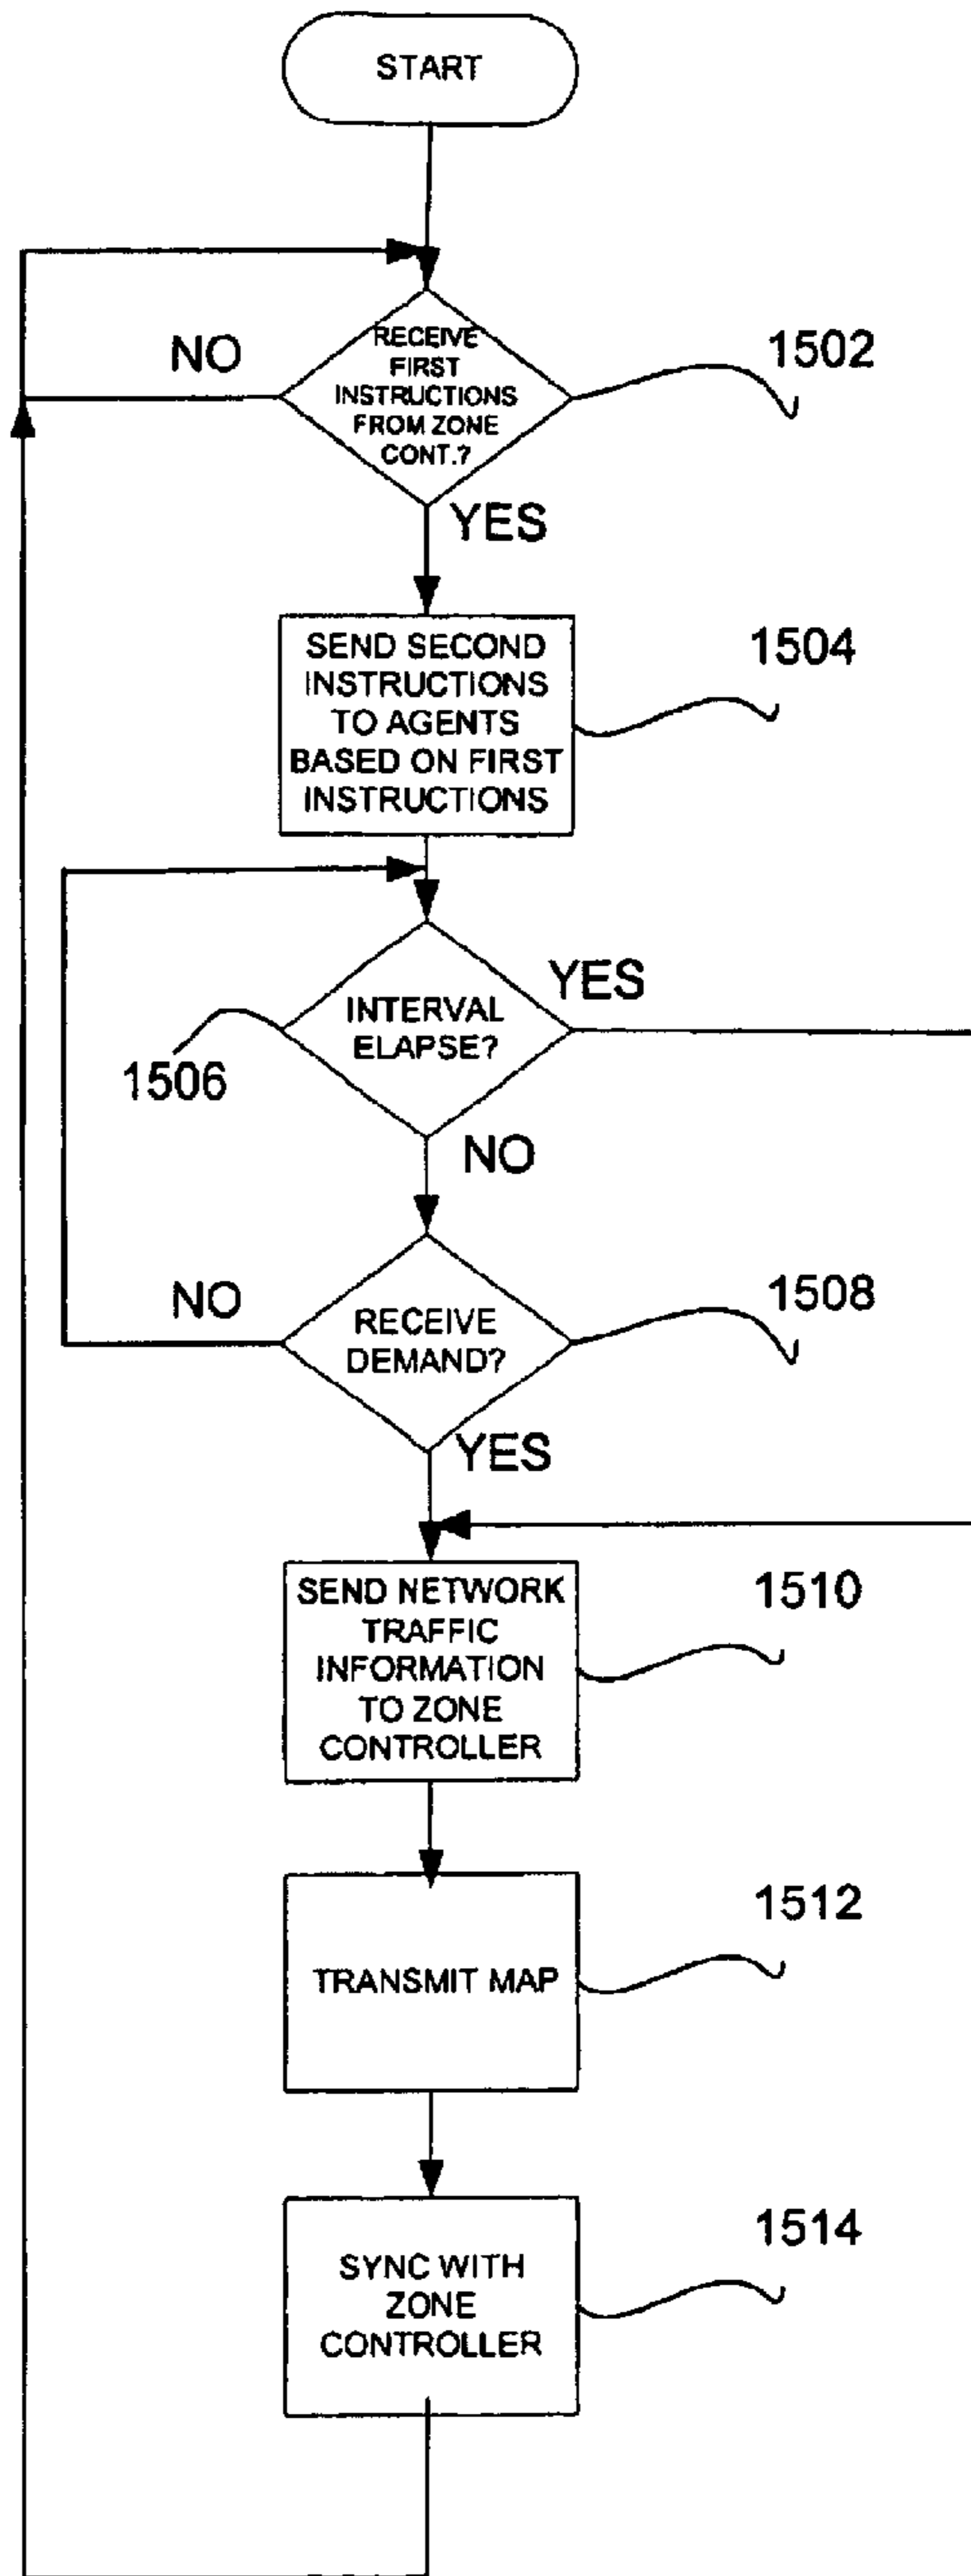 START
NO
RECEIVE
FIRST
INSTRUCTIONS
FROM ZONE
CONT.?
1502
YES
SEND SECOND
INSTRUCTIONS
TO AGENTS
BASED ON FIRST
INSTRUCTIONS
1504
INTERVAL
ELAPSE?
YES
1506
NO
RECEIVE
DEMAND?
NO
1508
YES
SEND NETWORK
TRAFFIC
INFORMATION
TO ZONE
CONTROLLER
1510
TRANSMIT MAP
1512
SYNC WITH
ZONE
CONTROLLER
1514